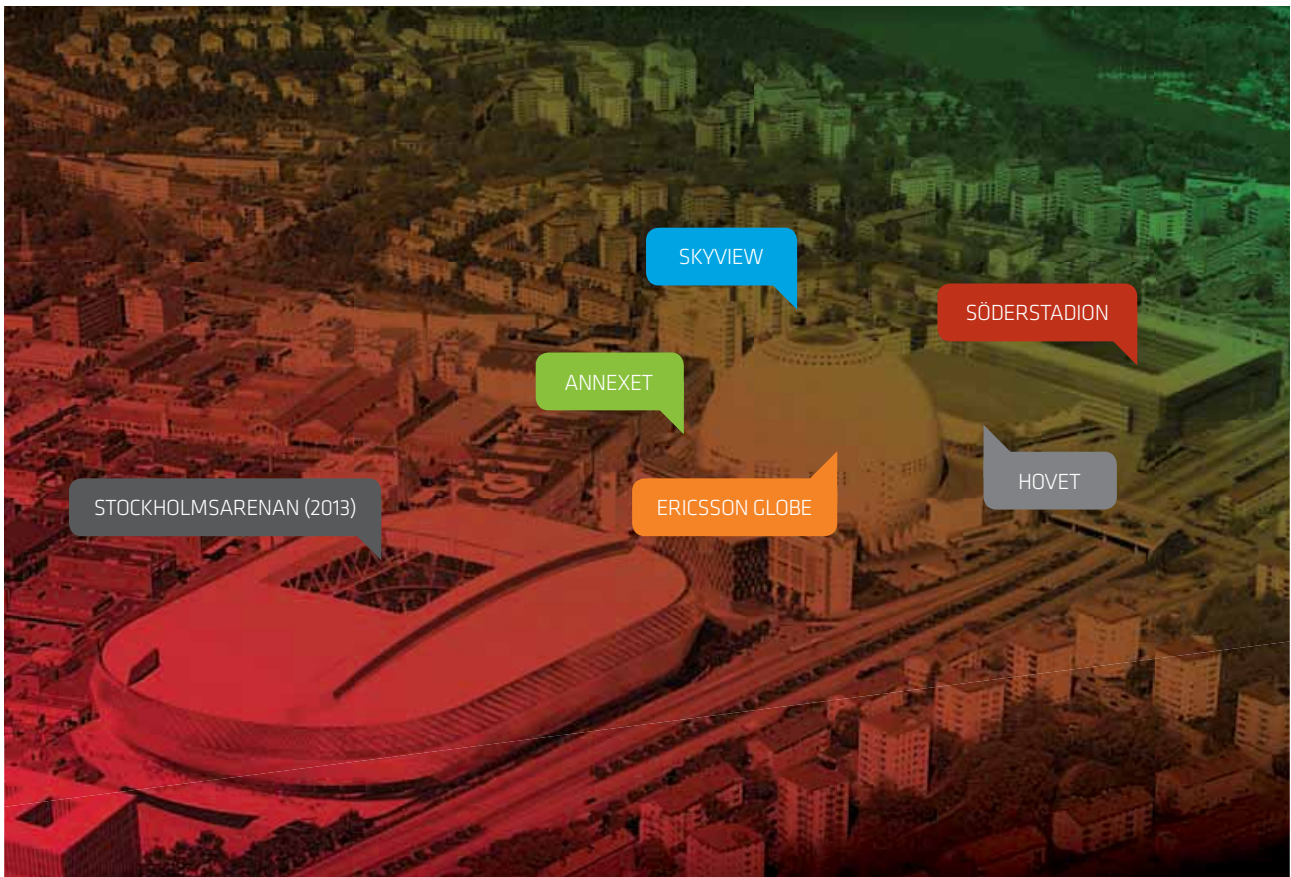 SKYVIEW
SÖDERSTADION
ANNEXET
HOVET
STOCKHOLMSARENAN (2013)
ERICSSON GLOBE